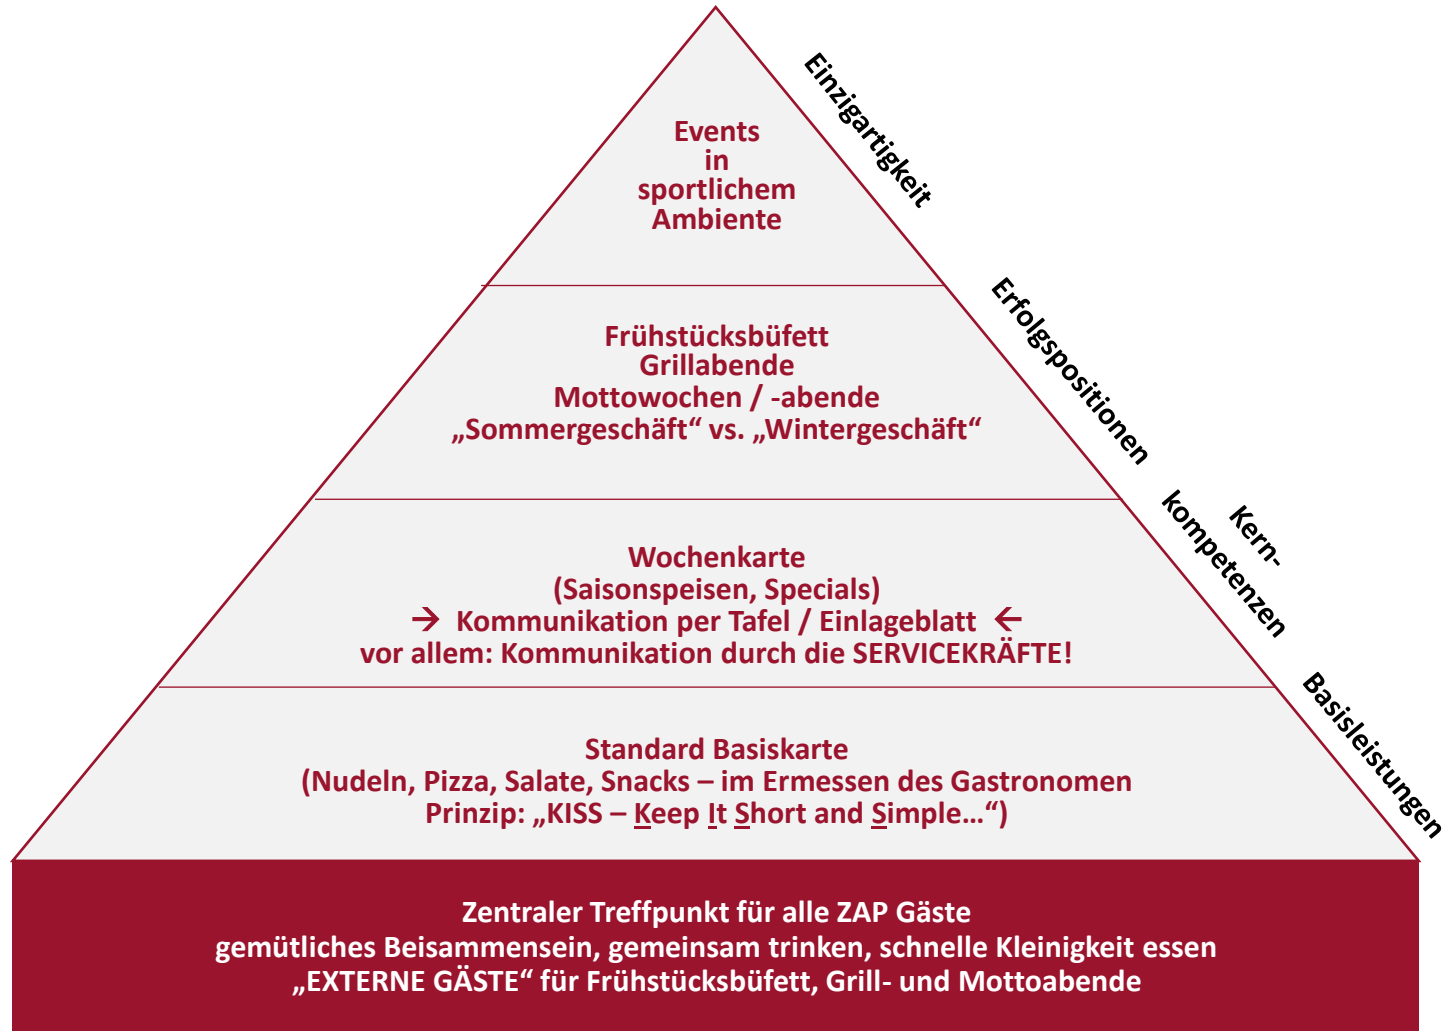 Einzigartigkeit
Events
in
sportlichem
Ambiente
Erfolgspositionen
Frühstücksbüfett
Grillabende
Mottowochen / -abende
„Sommergeschäft“ vs. „Wintergeschäft“
Kern-
kompetenzen
Wochenkarte
(Saisonspeisen, Specials)
→ Kommunikation per Tafel / Einlageblatt ←
vor allem: Kommunikation durch die SERVICEKRÄFTE!
Basisleistungen
Standard Basiskarte
(Nudeln, Pizza, Salate, Snacks – im Ermessen des Gastronomen
Prinzip: „KISS – Keep It Short and Simple…“)
Zentraler Treffpunkt für alle ZAP Gäste
gemütliches Beisammensein, gemeinsam trinken, schnelle Kleinigkeit essen
„EXTERNE GÄSTE“ für Frühstücksbüfett, Grill- und Mottoabende